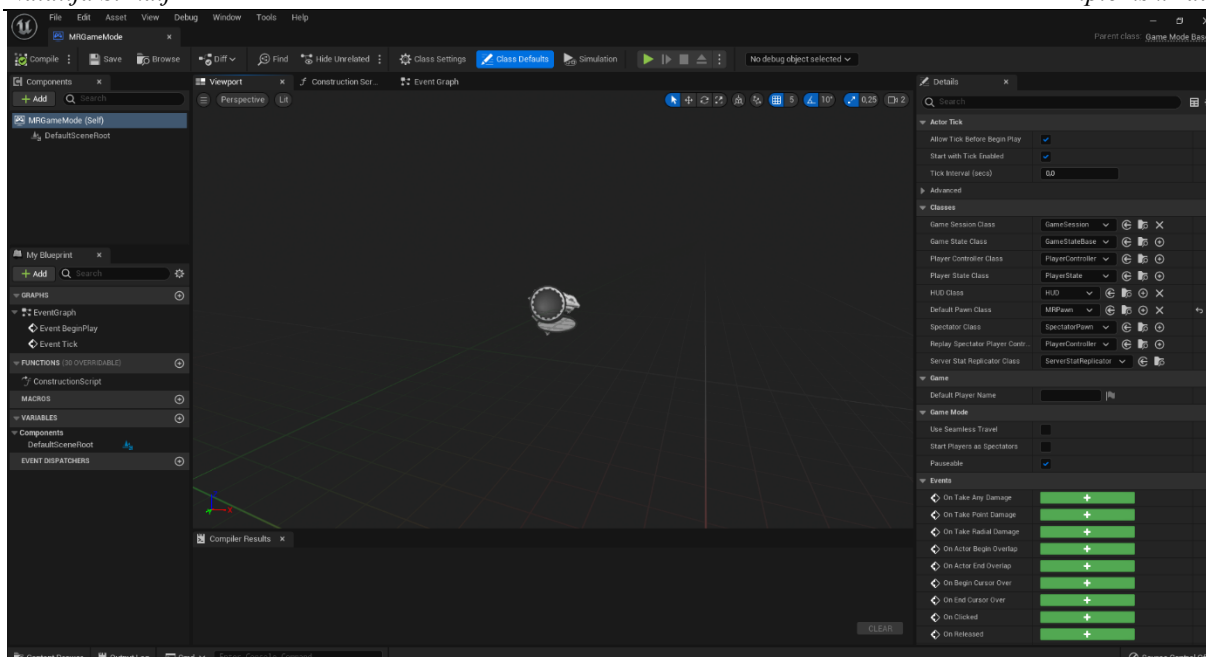 File Edit Asset View Debug Window Tools Help
MRGameMode
Parent class: Game Mode Base
Compile Save Browse Diff Find Hide Unrelated Class Settings Class Defaults Simulation No debug object selected
Components
+ Add Search
MRGameMode (Self)
DefaultSceneRoot
My Blueprint
+ Add Search
GRAPHS
EventGraph
Event BeginPlay
Event Tick
FUNCTIONS (30 OVERRIDABLE)
ConstructionScript
MACROS
VARIABLES
Components
DefaultSceneRoot
EVENT DISPATCHERS
Viewport Construction Scr... Event Graph
Perspective Lit 5 10° 0,25 2
Compiler Results
CLEAR
Details
Search
Actor Tick
Allow Tick Before Begin Play
Start with Tick Enabled
Tick Interval (secs) 0,0
Advanced
Classes
Game Session Class GameSession
Game State Class GameStateBase
Player Controller Class PlayerController
Player State Class PlayerState
HUD Class HUD
Default Pawn Class MRPawn
Spectator Class SpectatorPawn
Replay Spectator Player Contr... PlayerController
Server Stat Replicator Class ServerStatReplicator
Game
Default Player Name
Game Mode
Use Seamless Travel
Start Players as Spectators
Pauseable
Events
On Take Any Damage
On Take Point Damage
On Take Radial Damage
On Actor Begin Overlap
On Actor End Overlap
On Begin Cursor Over
On End Cursor Over
On Clicked
On Released